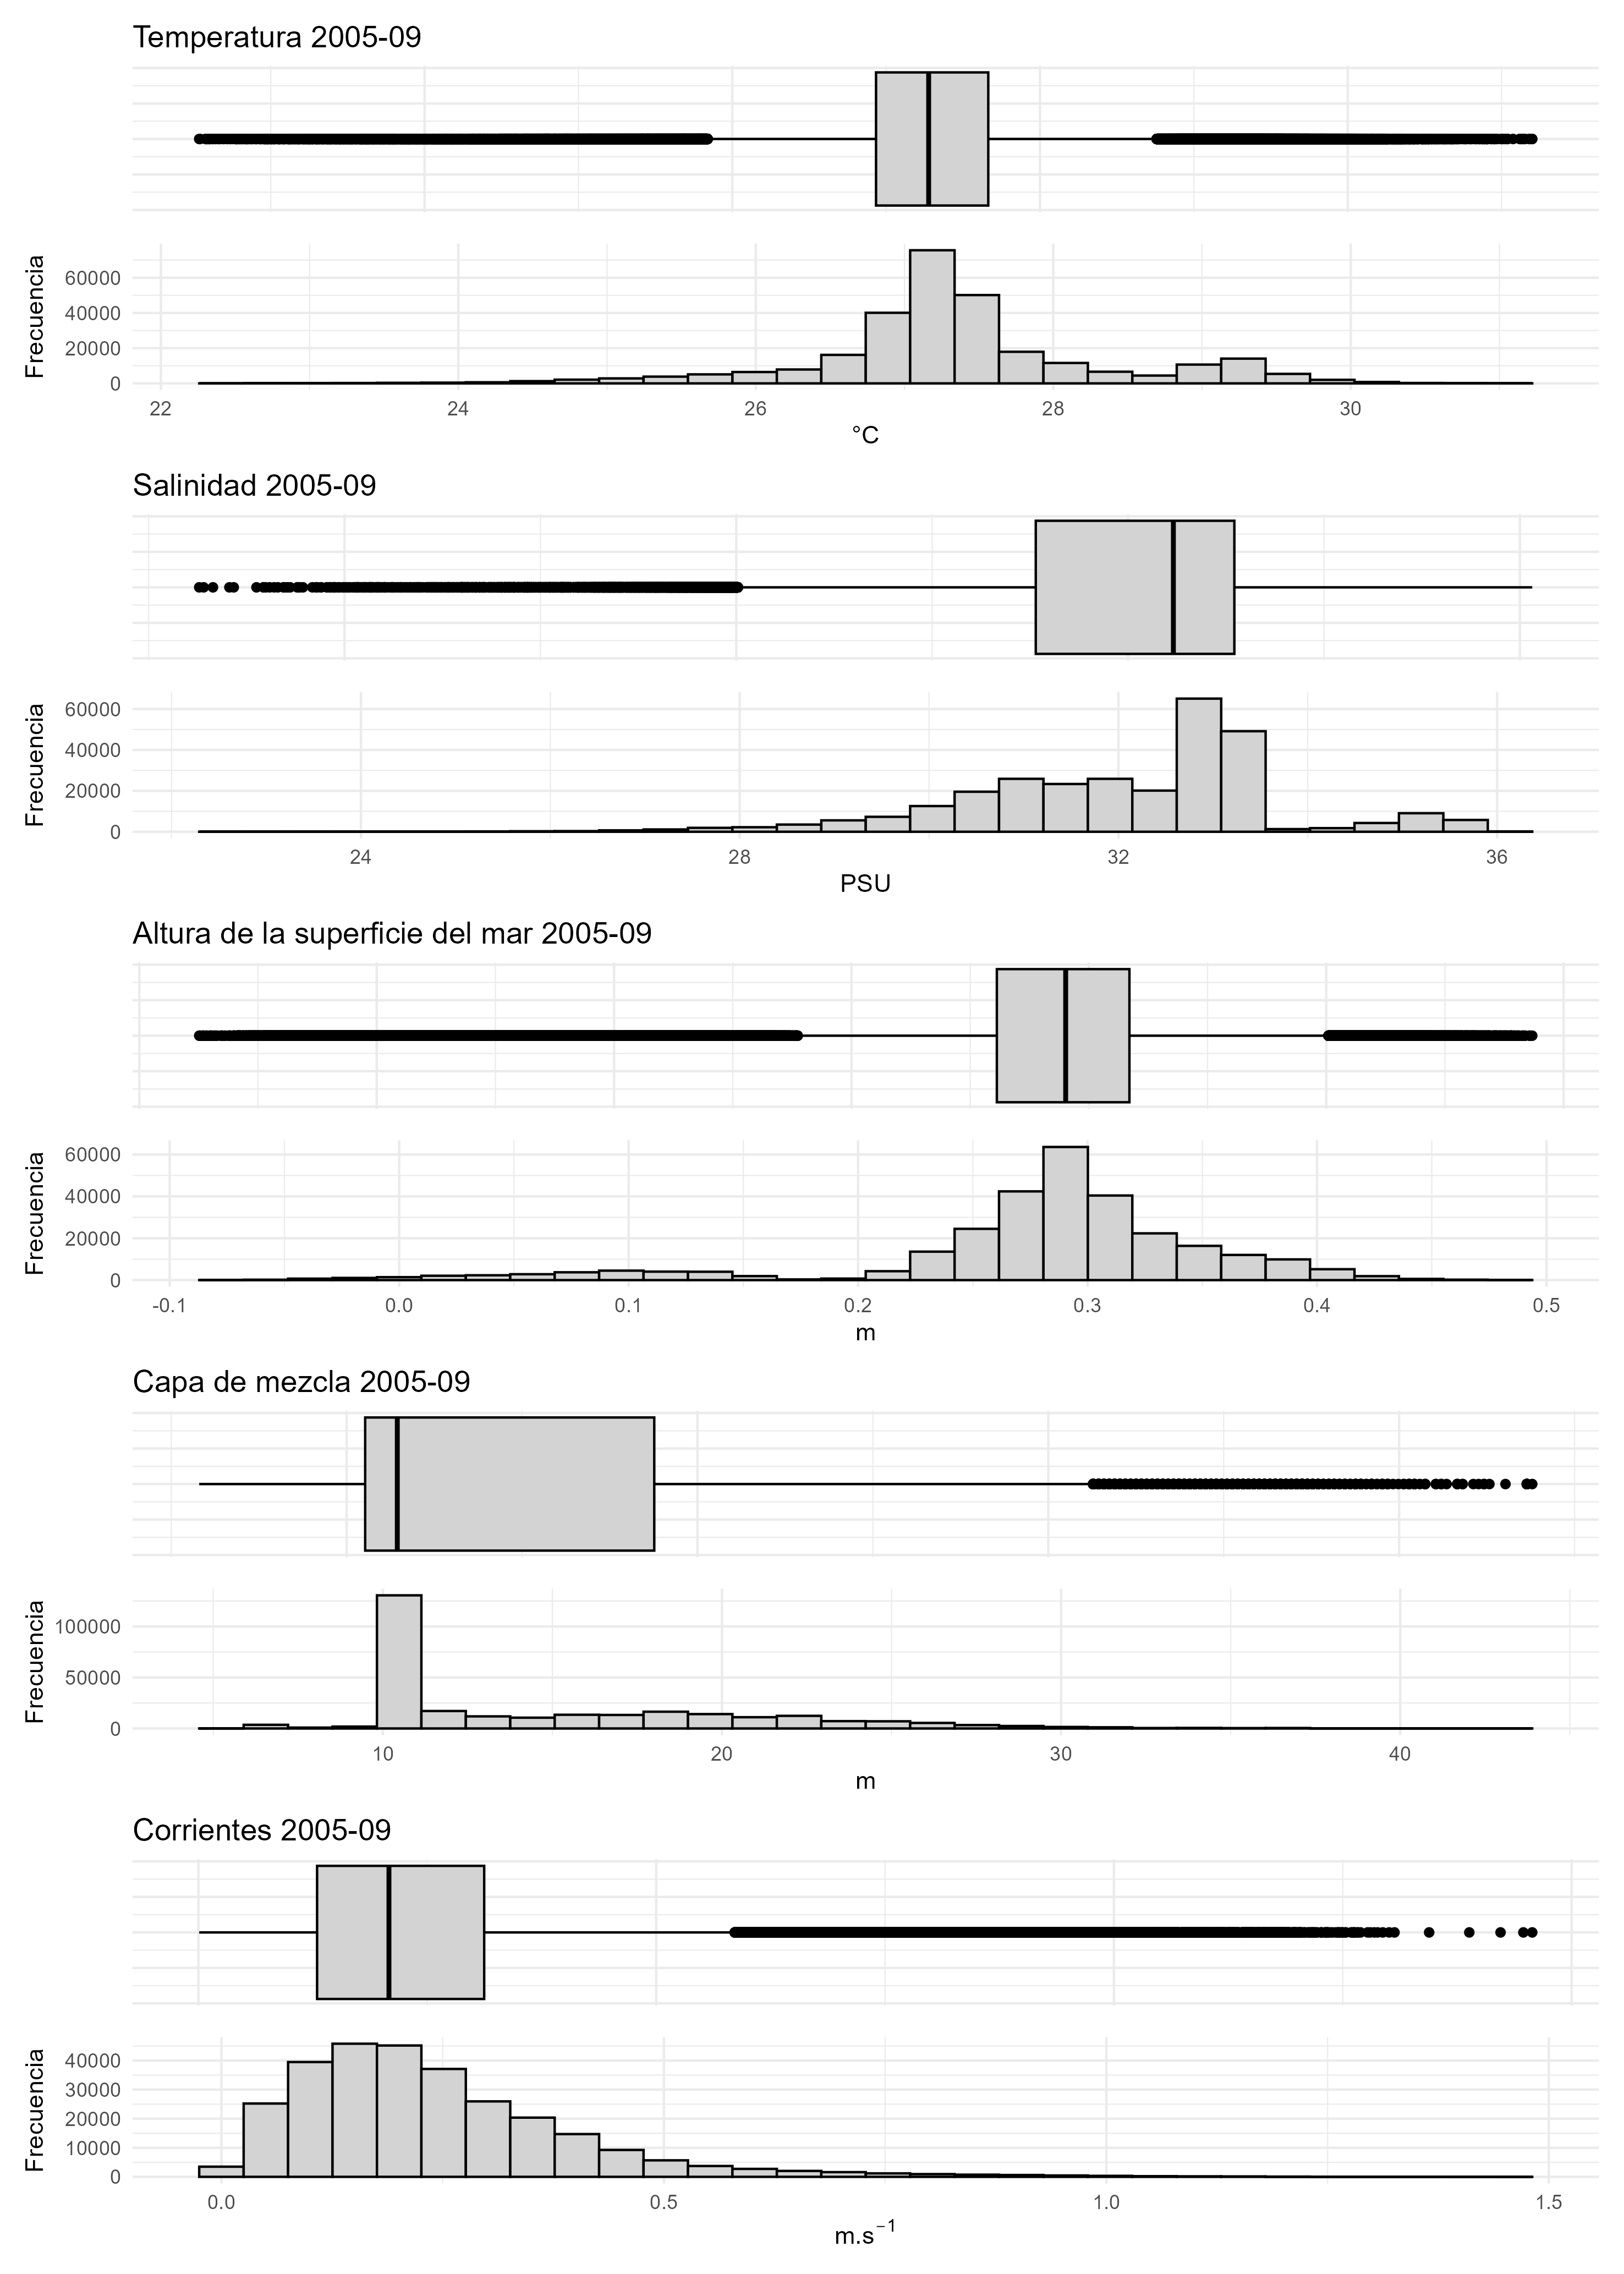 Temperatura 2005-09
Frecuencia
60000
40000
20000
0
22 24 26 28 30
°C
Salinidad 2005-09
Frecuencia
60000
40000
20000
0
24 28 32 36
PSU
Altura de la superficie del mar 2005-09
Frecuencia
60000
40000
20000
0
-0.1 0.0 0.1 0.2 0.3 0.4 0.5
m
Capa de mezcla 2005-09
Frecuencia
100000
50000
0
10 20 30 40
m
Corrientes 2005-09
Frecuencia
40000
30000
20000
10000
0
0.0 0.5 1.0 1.5
m.s⁻¹